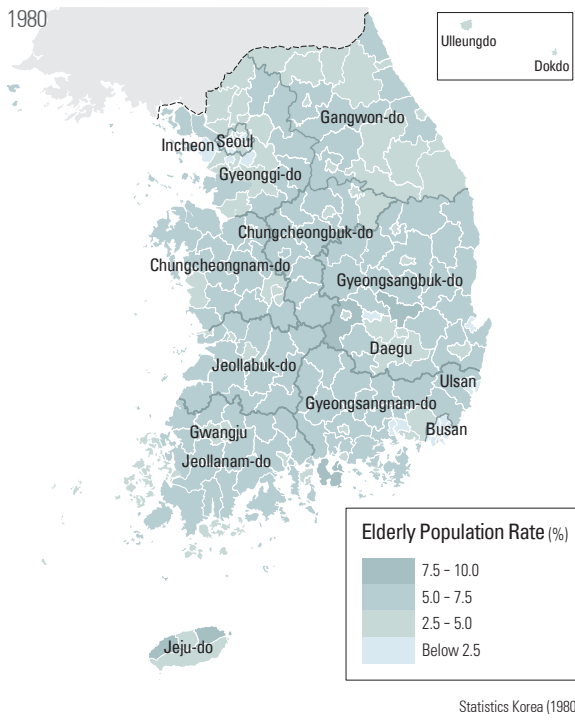 1980
Ulleungdo
Dokdo
Gangwon-do
Incheon Seoul
Gyeonggi-do
Chungcheongbuk-do
Chungcheongnam-do
Gyeongsangbuk-do
Daegu
Jeollabuk-do
Ulsan
Gyeongsangnam-do
Gwangju
Busan
Jeollanam-do
Jeju-do
Elderly Population Rate (%)
7.5 - 10.0
5.0 - 7.5
2.5 - 5.0
Below 2.5
Statistics Korea (1980